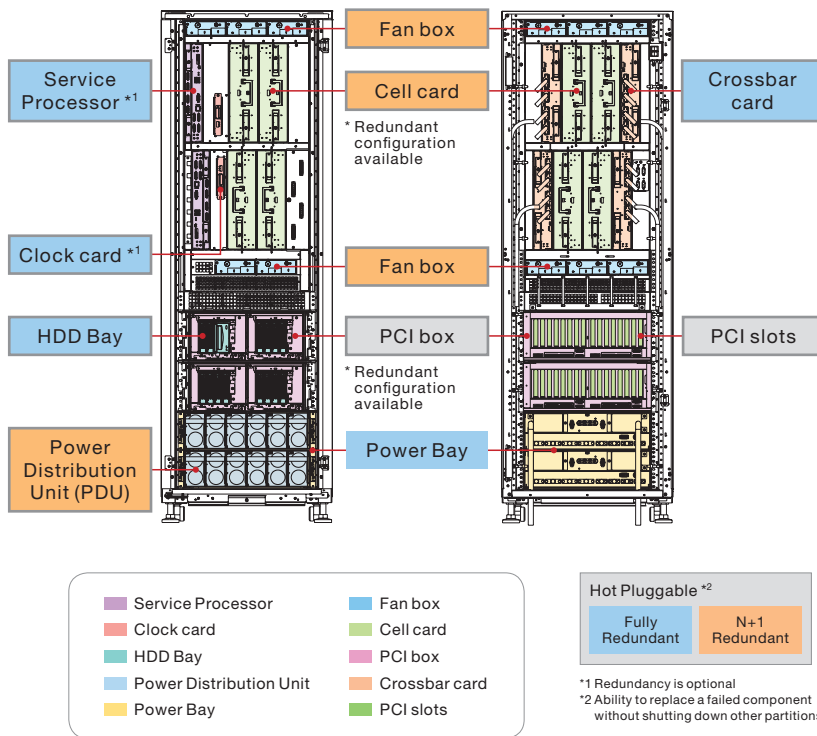 Fan box
Service
Processor *1
Cell card
Crossbar
card
* Redundant
configuration
available
Clock card *1
Fan box
HDD Bay
PCI box
PCI slots
* Redundant
configuration
available
Power
Distribution
Unit (PDU)
Power Bay
Service Processor
Clock card
HDD Bay
Power Distribution Unit
Power Bay
Fan box
Cell card
PCI box
Crossbar card
PCI slots
Hot Pluggable *2
Fully
Redundant
N+1
Redundant
*1 Redundancy is optional
*2 Ability to replace a failed component
without shutting down other partitions